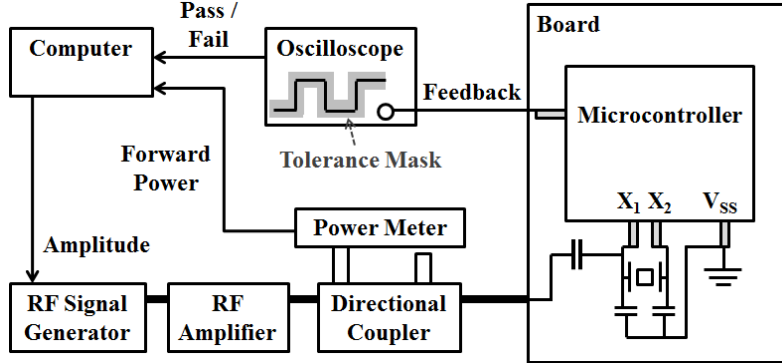 Pass /
Fail
Computer
Oscilloscope
Board
Feedback
Microcontroller
Tolerance Mask
Forward
Power
X1 X2 VSS
Power Meter
Amplitude
RF Signal
Generator
RF
Amplifier
Directional
Coupler